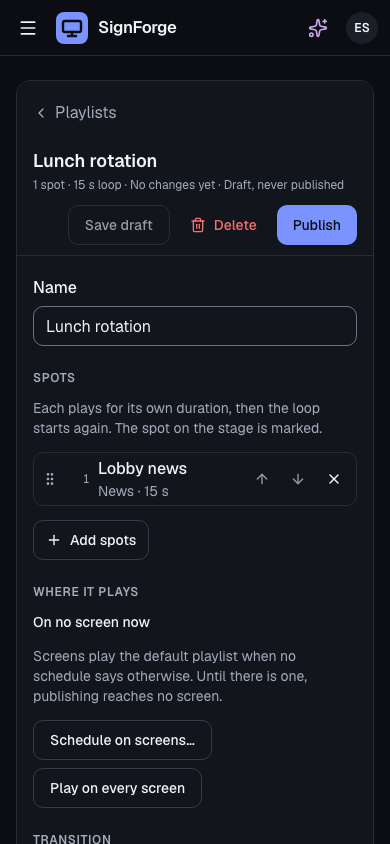 SignForge
ES
Playlists
Lunch rotation
1 spot · 15 s loop · No changes yet · Draft, never published
Save draft
Delete
Publish
Name
Lunch rotation
SPOTS
Each plays for its own duration, then the loop
starts again. The spot on the stage is marked.
1 Lobby news
News · 15 s
Add spots
WHERE IT PLAYS
On no screen now
Screens play the default playlist when no
schedule says otherwise. Until there is one,
publishing reaches no screen.
Schedule on screens...
Play on every screen
TRANSITION